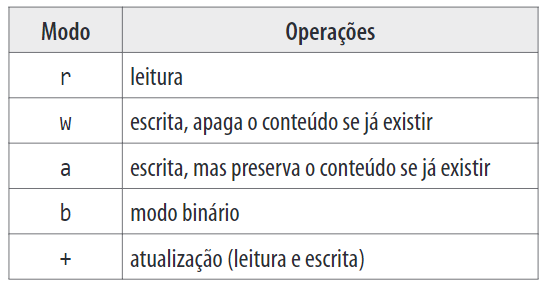 Modo Operações
r leitura
w escrita, apaga o conteúdo se já existir
a escrita, mas preserva o conteúdo se já existir
b modo binário
+ atualização (leitura e escrita)